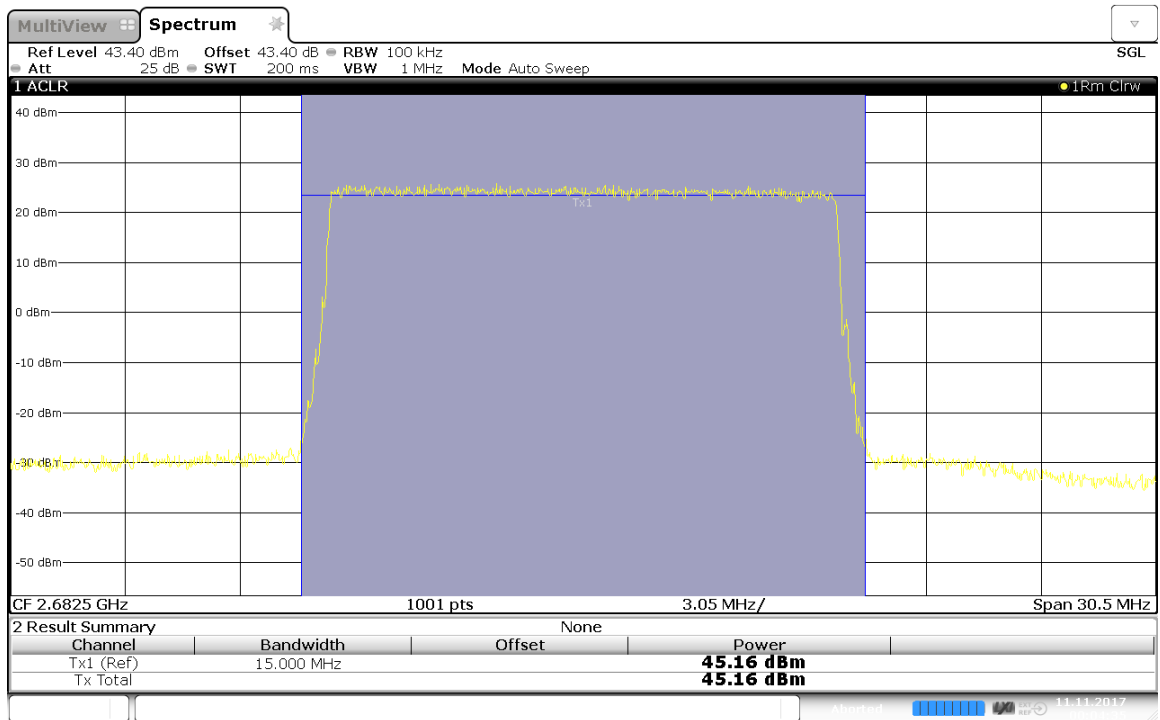 MultiView Spectrum
Ref Level 43.40 dBm Offset 43.40 dB RBW 100 kHz SGL
Att 25 dB SWT 200 ms VBW 1 MHz Mode Auto Sweep
1 ACLR 1Rm Clrw
40 dBm
30 dBm
Tx1
20 dBm
10 dBm
0 dBm
-10 dBm
-20 dBm
-30 dBm
-40 dBm
-50 dBm
CF 2.6825 GHz 1001 pts 3.05 MHz/ Span 30.5 MHz
2 Result Summary None
Channel Bandwidth Offset Power
Tx1 (Ref) 15.000 MHz 45.16 dBm
Tx Total 45.16 dBm
Aborted 11.11.2017